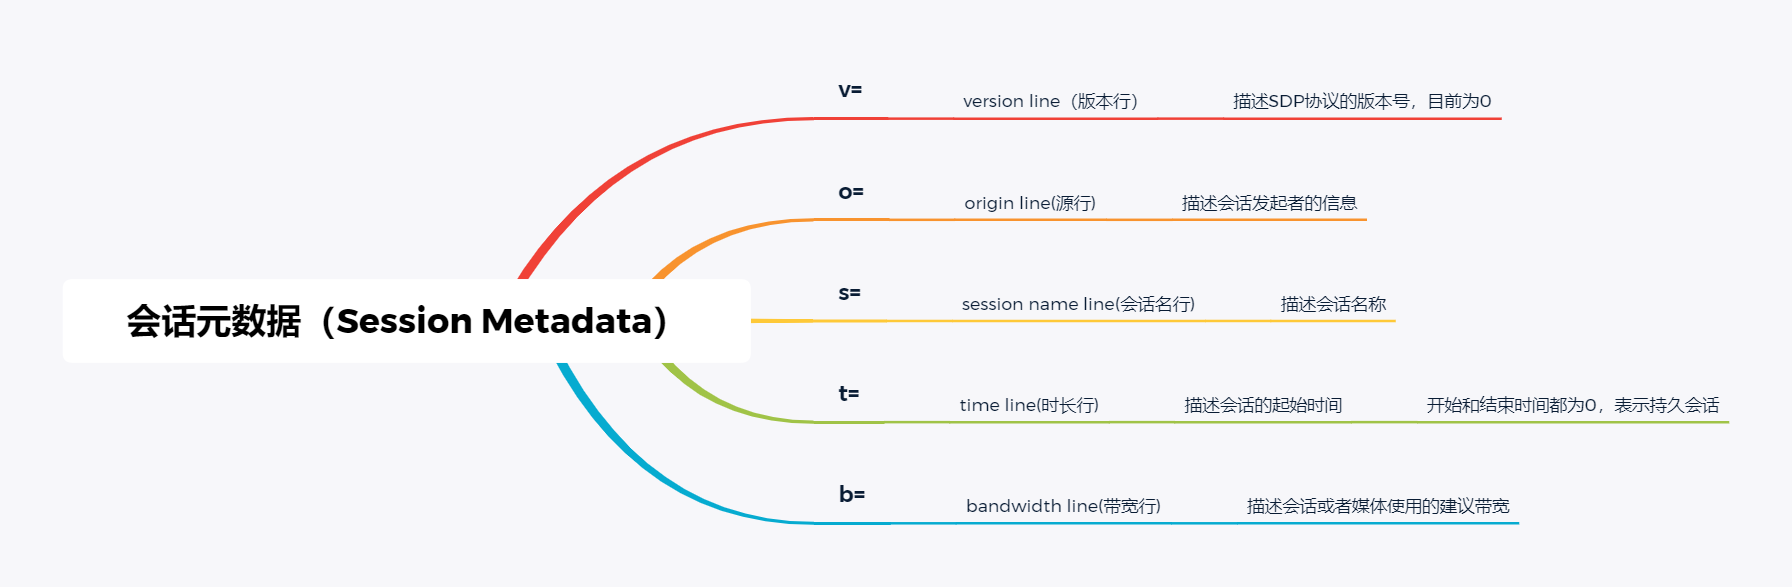 会话元数据（Session Metadata）
v=
version line（版本行）
描述SDP协议的版本号，目前为0
o=
origin line(源行)
描述会话发起者的信息
s=
session name line(会话名行)
描述会话名称
t=
time line(时长行)
描述会话的起始时间
开始和结束时间都为0，表示持久会话
b=
bandwidth line(带宽行)
描述会话或者媒体使用的建议带宽